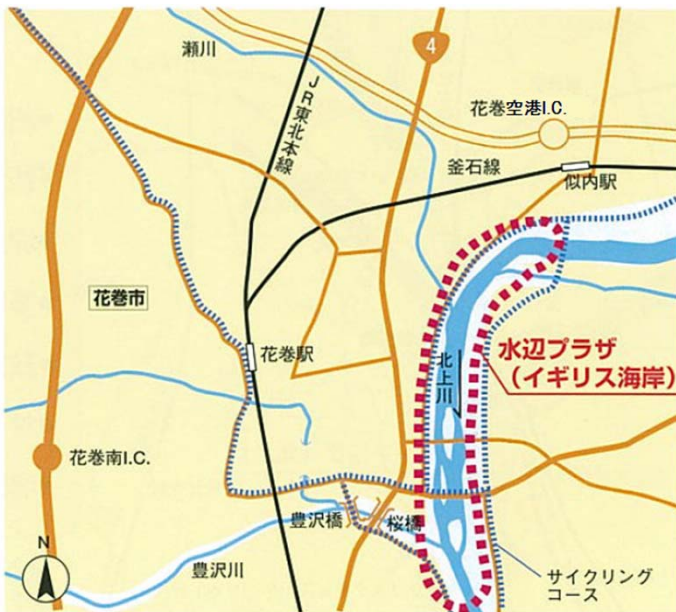 瀬川
4
花巻空港I.C.
JR東北本線
釜石線
似内駅
花巻市
花巻駅
北上川
水辺プラザ
(イギリス海岸)
花巻南I.C.
豊沢橋
桜橋
豊沢川
サイクリング
コース
N